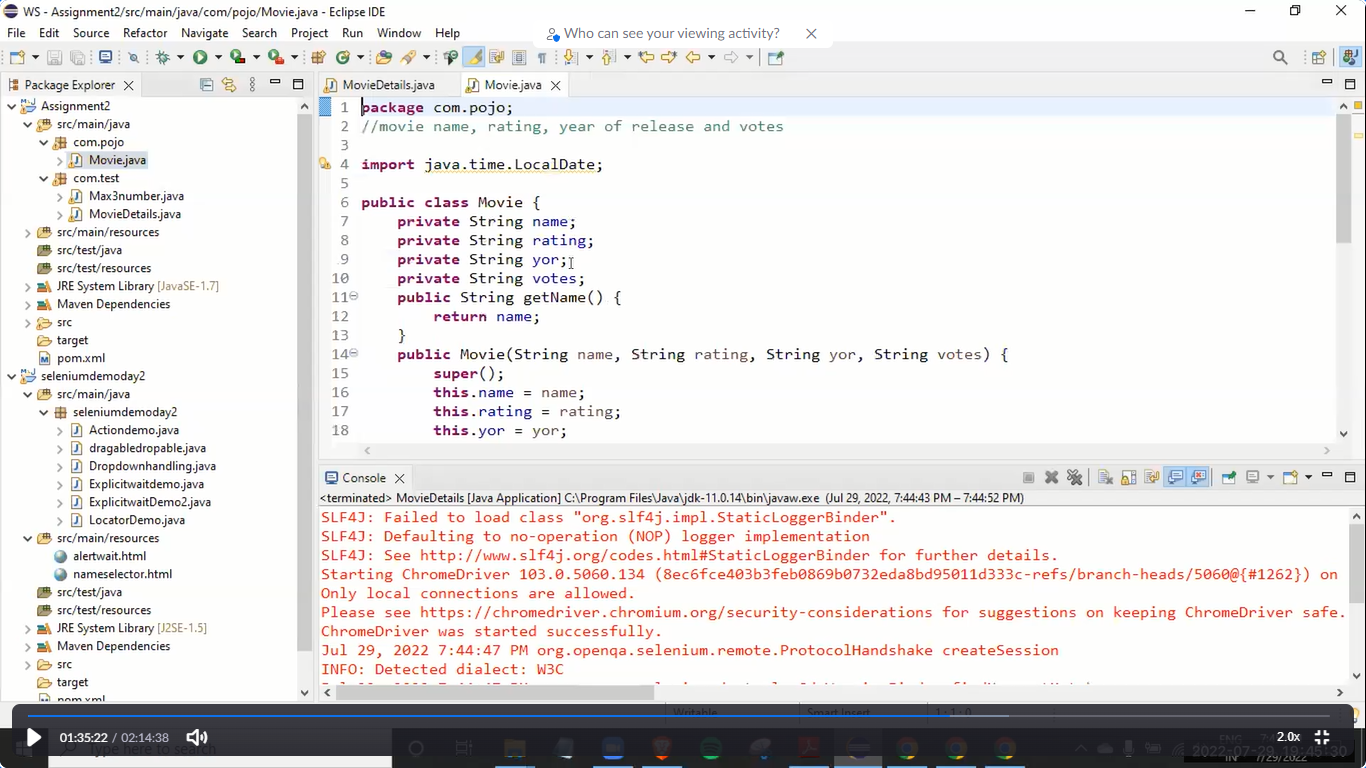 WS - Assignment2/src/main/java/com/pojo/Movie.java - Eclipse IDE
File Edit Source Refactor Navigate Search Project Run Window Help
Who can see your viewing activity?
Package Explorer
MovieDetails.java
Movie.java
Assignment2
src/main/java
com.pojo
Movie.java
com.test
Max3number.java
MovieDetails.java
src/main/resources
src/test/java
src/test/resources
JRE System Library [JavaSE-1.7]
Maven Dependencies
src
target
pom.xml
seleniumdemoday2
src/main/java
seleniumdemoday2
Actiondemo.java
dragabledropable.java
Dropdownhandling.java
Explicitwaitdemo.java
ExplicitwaitDemo2.java
LocatorDemo.java
src/main/resources
alertwait.html
nameselector.html
src/test/java
src/test/resources
JRE System Library [J2SE-1.5]
Maven Dependencies
src
target
pom.xml
1 package com.pojo;
2 //movie name, rating, year of release and votes
3
4 import java.time.LocalDate;
5
6 public class Movie {
7 private String name;
8 private String rating;
9 private String yor;
10 private String votes;
11 public String getName() {
12 return name;
13 }
14 public Movie(String name, String rating, String yor, String votes) {
15 super();
16 this.name = name;
17 this.rating = rating;
18 this.yor = yor;
Console
<terminated> MovieDetails [Java Application] C:\Program Files\Java\jdk-11.0.14\bin\javaw.exe (Jul 29, 2022, 7:44:43 PM – 7:44:52 PM)
SLF4J: Failed to load class "org.slf4j.impl.StaticLoggerBinder".
SLF4J: Defaulting to no-operation (NOP) logger implementation
SLF4J: See http://www.slf4j.org/codes.html#StaticLoggerBinder for further details.
Starting ChromeDriver 103.0.5060.134 (8ec6fce403b3feb0869b0732eda8bd95011d333c-refs/branch-heads/5060@{#1262}) on
Only local connections are allowed.
Please see https://chromedriver.chromium.org/security-considerations for suggestions on keeping ChromeDriver safe.
ChromeDriver was started successfully.
Jul 29, 2022 7:44:47 PM org.openqa.selenium.remote.ProtocolHandshake createSession
INFO: Detected dialect: W3C
Writable Smart Insert 1 : 1 : 0
01:35:22 / 02:14:38
2.0x
Type here to search
ENG
IN
7/29/2022
2022-07-29 19:45:30